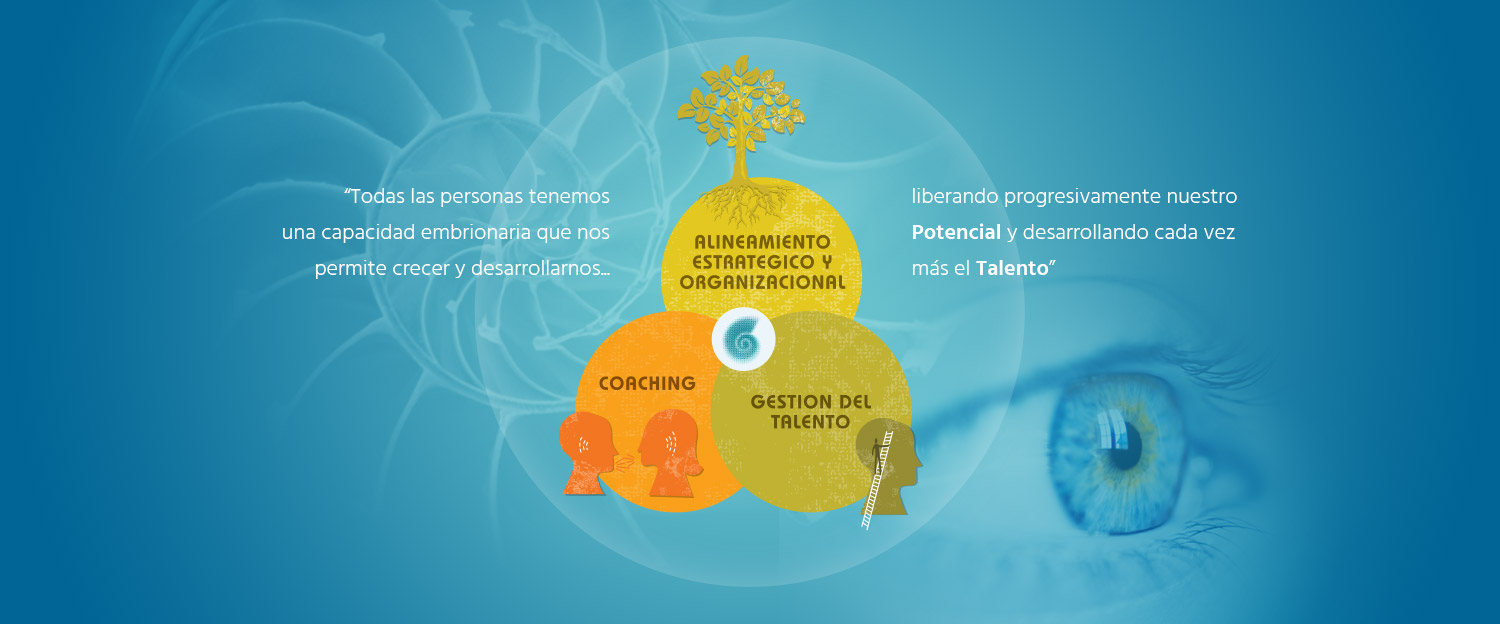 “Todas las personas tenemos
una capacidad embrionaria que nos
permite crecer y desarrollarnos...
liberando progresivamente nuestro
Potencial y desarrollando cada vez
más el Talento”
ALINEAMIENTO
ESTRATEGICO Y
ORGANIZACIONAL
COACHING
GESTION DEL
TALENTO